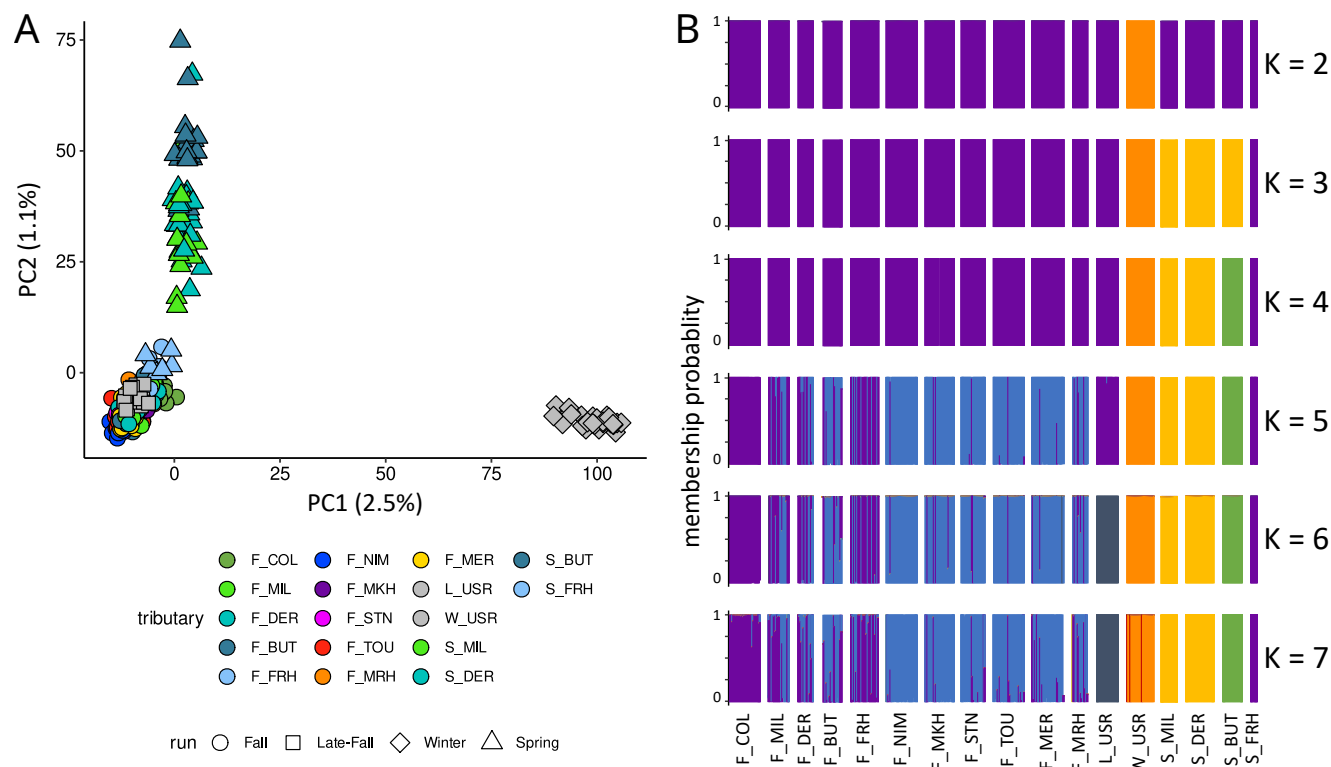 A
75
50
25
0
PC2 (1.1%)
0
25
50
75
100
PC1 (2.5%)
tributary
F_COL
F_NIM
F_MER
S_BUT
F_MIL
F_MKH
L_USR
S_FRH
F_DER
F_STN
W_USR
F_BUT
F_TOU
S_MIL
F_FRH
F_MRH
S_DER
run
Fall
Late-Fall
Winter
Spring
B
membership probablity
1
0
K = 2
1
0
K = 3
1
0
K = 4
1
0
K = 5
1
0
K = 6
1
0
K = 7
F_COL
F_MIL
F_DER
F_BUT
F_FRH
F_NIM
F_MKH
F_STN
F_TOU
F_MER
F_MRH
L_USR
W_USR
S_MIL
S_DER
S_BUT
S_FRH